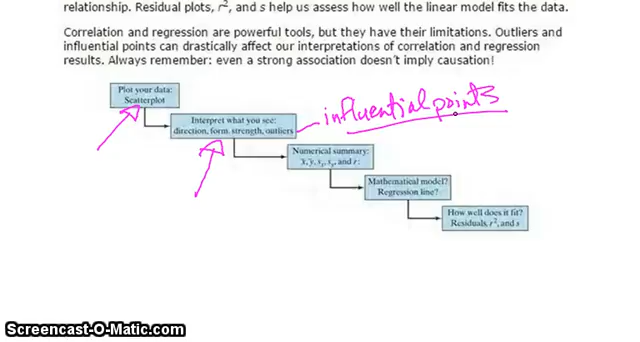 relationship. Residual plots, r², and s help us assess how well the linear model fits the data.
Correlation and regression are powerful tools, but they have their limitations. Outliers and
influential points can drastically affect our interpretations of correlation and regression
results. Always remember: even a strong association doesn't imply causation!
Plot your data:
Scatterplot
influential points
Interpret what you see:
direction, form, strength, outliers
Numerical summary:
x̄, ȳ, sₓ, sᵧ, and r?
Mathematical model?
Regression line?
How well does it fit?
Residuals, r², and s
Screencast-O-Matic.com